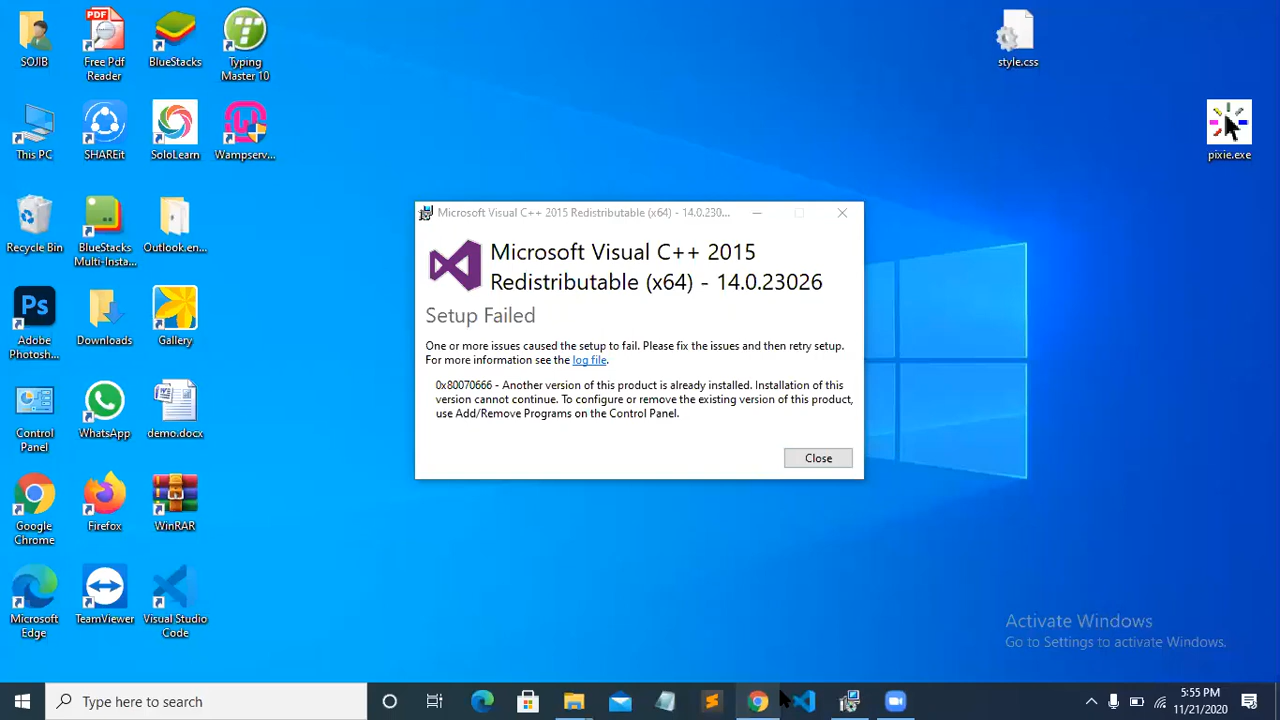 SOJIB
Free Pdf
Reader
BlueStacks
Typing
Master 10
style.css
This PC
SHAREit
SoloLearn
Wampserv...
pixie.exe
Recycle Bin
BlueStacks
Multi-Insta...
Outlook.en...
Adobe
Photosh...
Downloads
Gallery
Control
Panel
WhatsApp
demo.docx
Google
Chrome
Firefox
WinRAR
Microsoft
Edge
TeamViewer
Visual Studio
Code
PDF
Ps
Microsoft Visual C++ 2015 Redistributable (x64) - 14.0.230...
Microsoft Visual C++ 2015
Redistributable (x64) - 14.0.23026
Setup Failed
One or more issues caused the setup to fail. Please fix the issues and then retry setup.
For more information see the log file.
0x80070666 - Another version of this product is already installed. Installation of this
version cannot continue. To configure or remove the existing version of this product,
use Add/Remove Programs on the Control Panel.
Close
Activate Windows
Go to Settings to activate Windows.
Type here to search
5:55 PM
11/21/2020